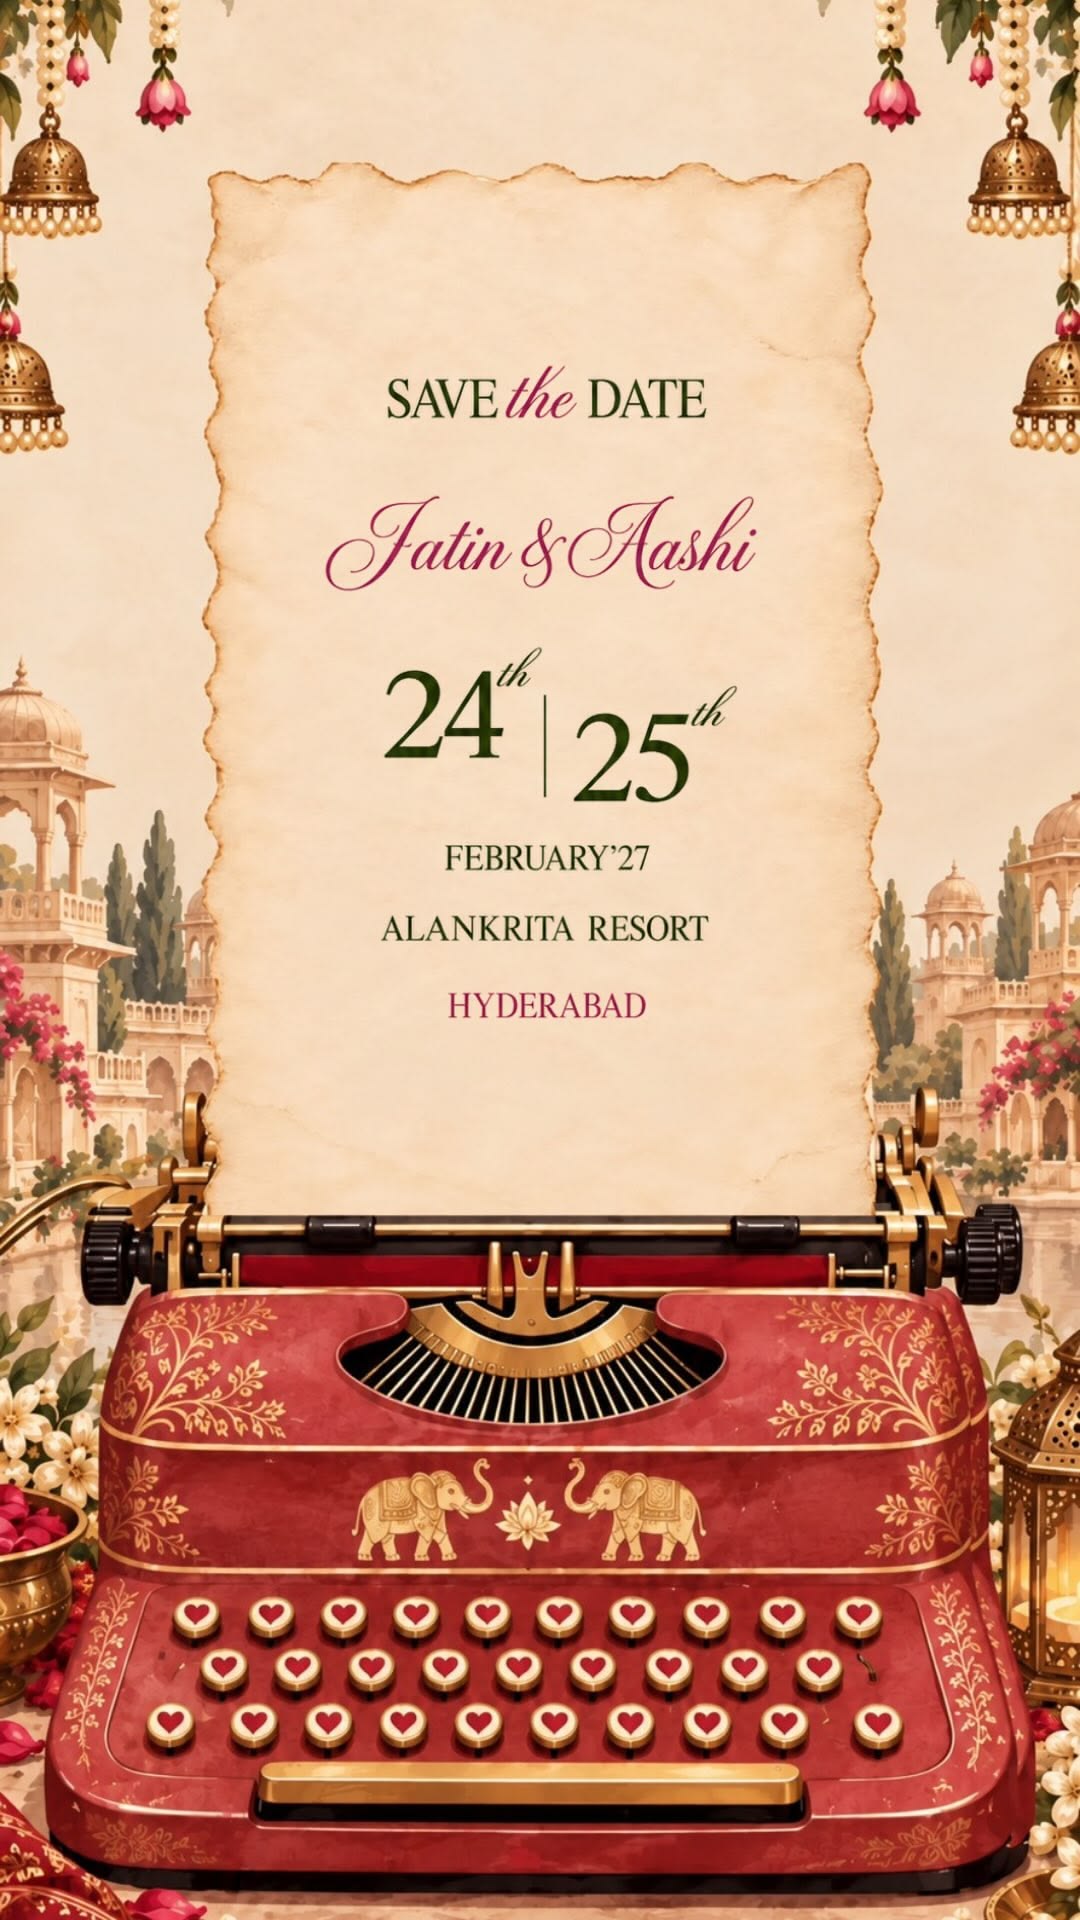 SAVE the DATE
Jatin & Aashi
24th | 25th
FEBRUARY'27
ALANKRITA RESORT
HYDERABAD